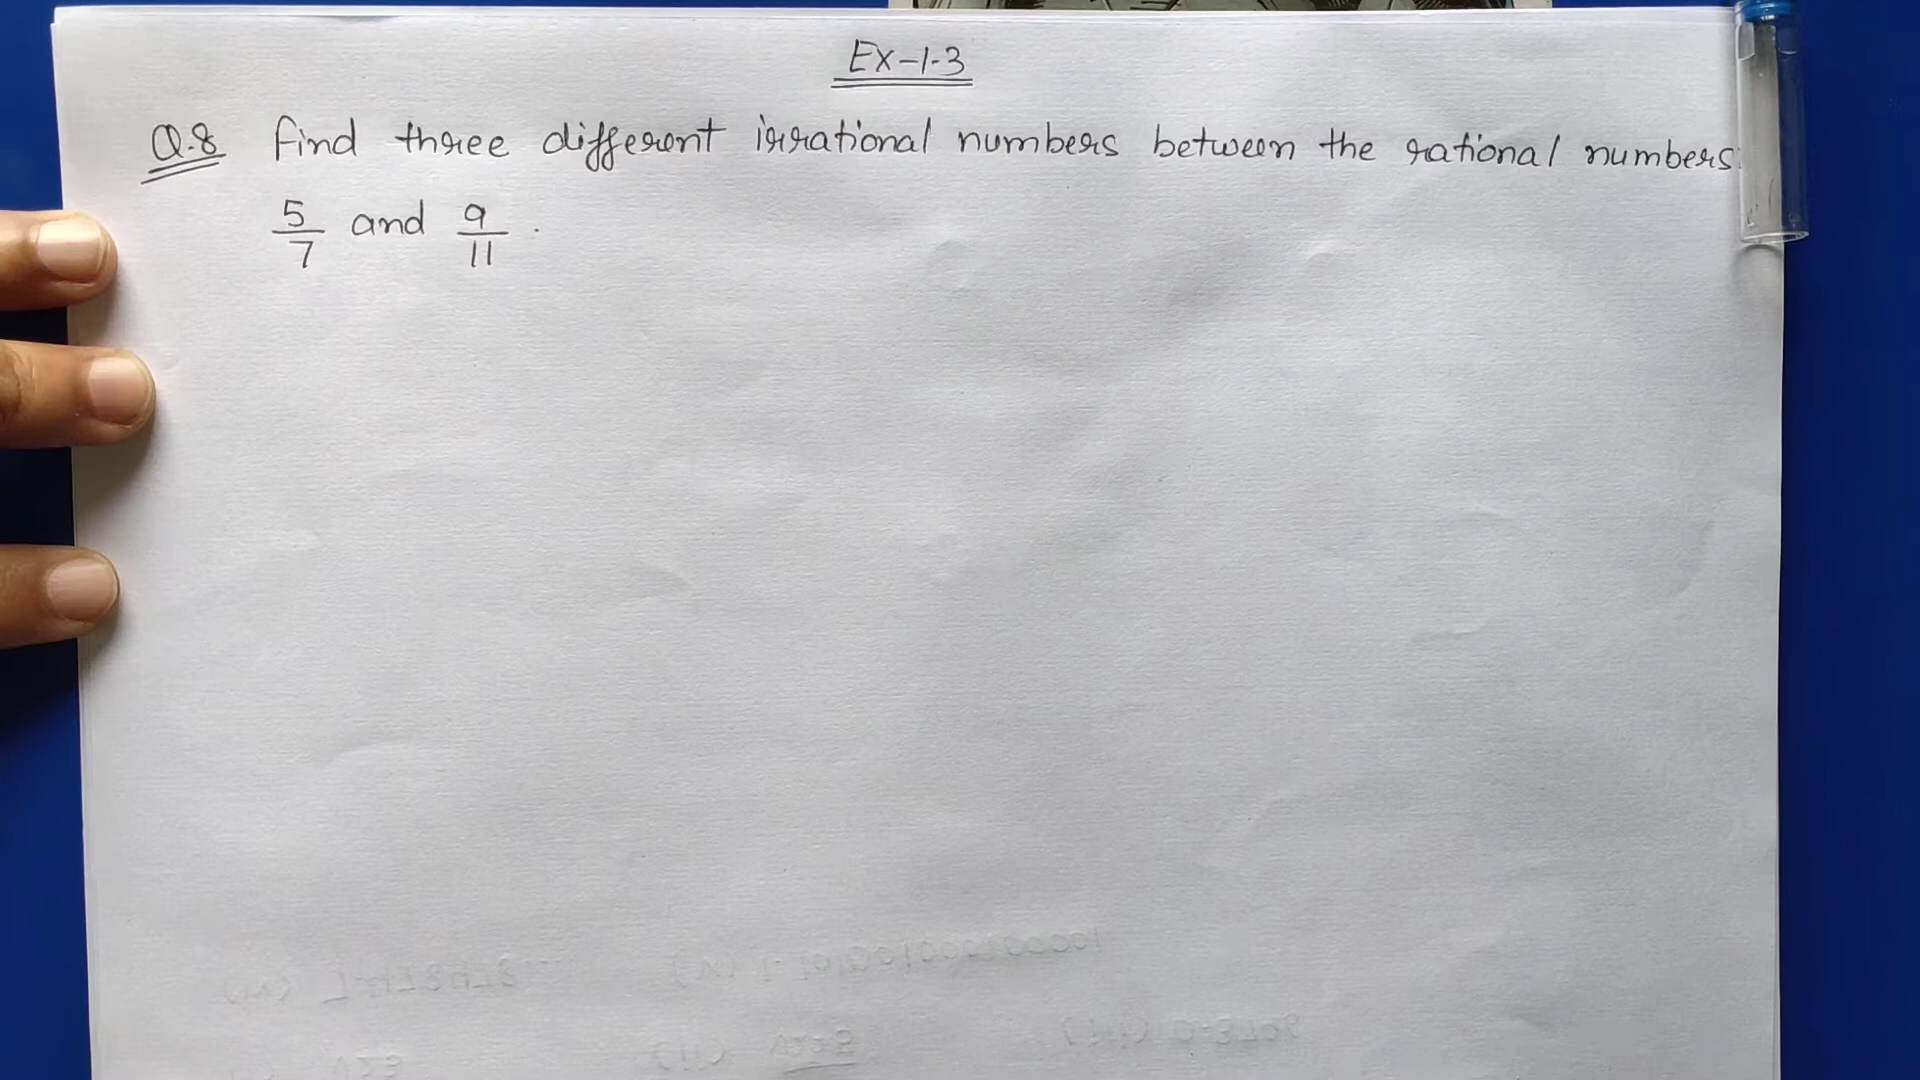 Ex-1.3
Q.8 Find three different irrational numbers between the rational numbers
5/7 and 9/11.